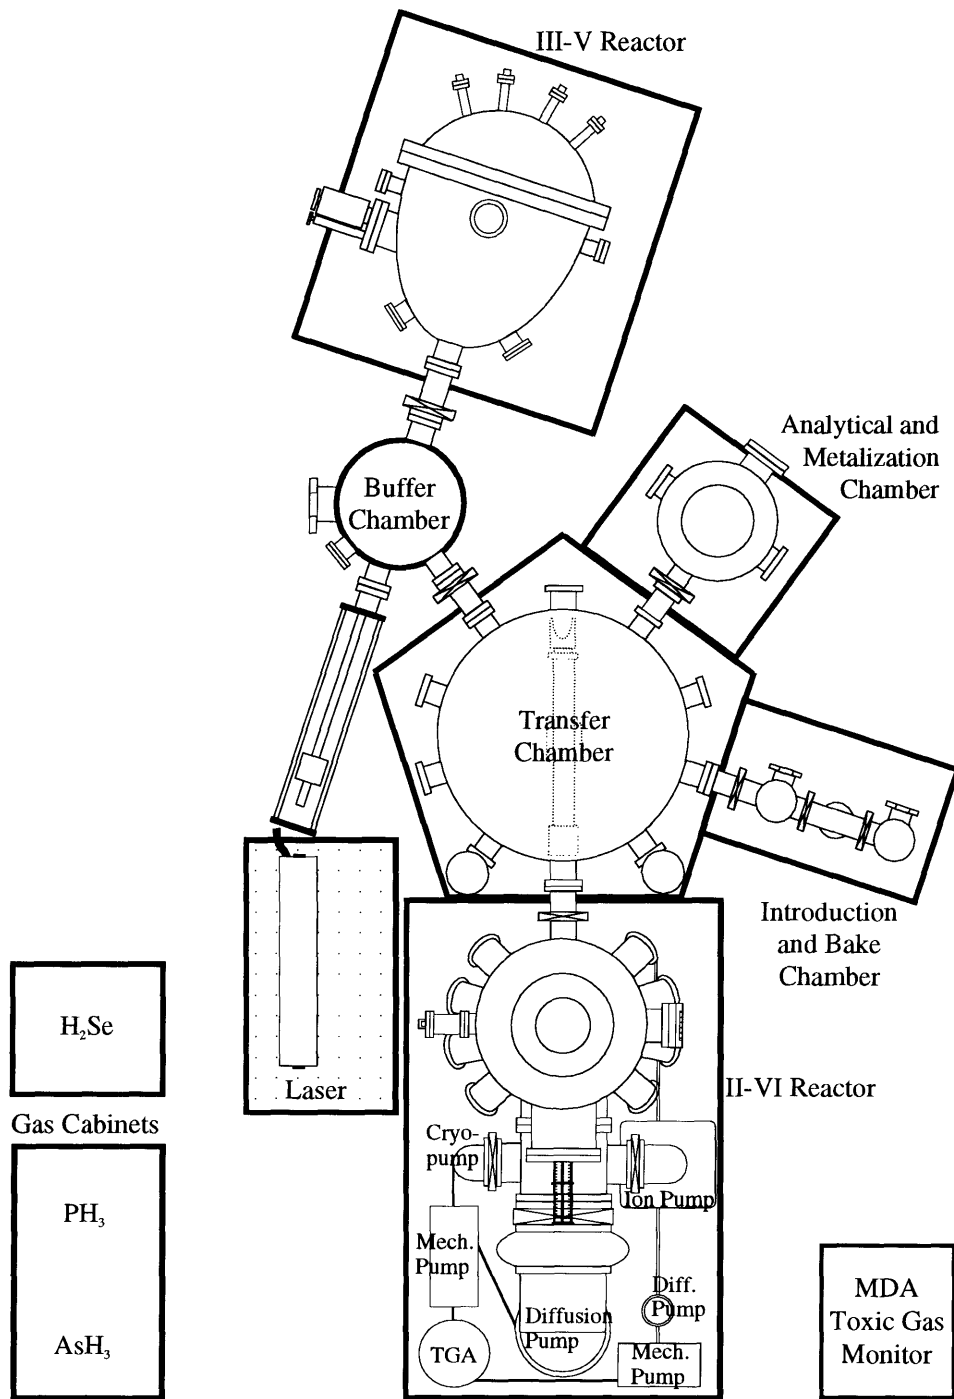 III-V Reactor
Analytical and
Metalization
Chamber
Buffer
Chamber
Transfer
Chamber
Introduction
and Bake
Chamber
H₂Se
Laser
II-VI Reactor
Gas Cabinets
Cryo-
pump
Ion Pump
PH₃
Mech.
Pump
Diff.
Pump
Diffusion
Pump
MDA
Toxic Gas
Monitor
AsH₃
TGA
Mech.
Pump